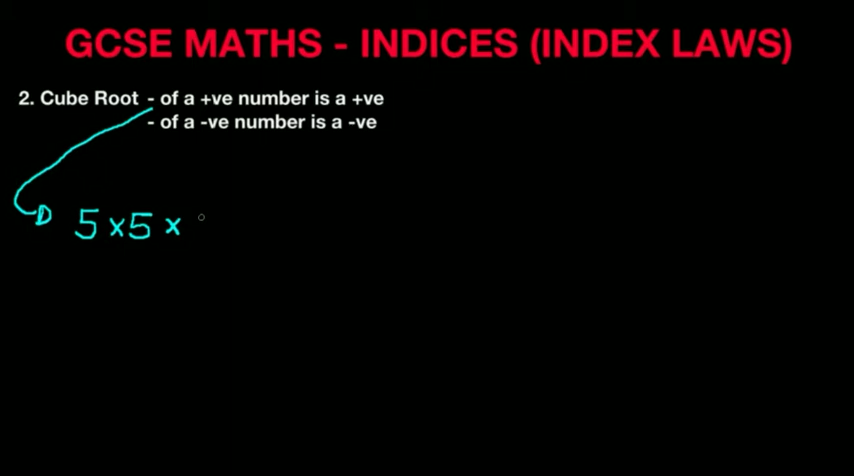 GCSE MATHS - INDICES (INDEX LAWS)
2. Cube Root - of a +ve number is a +ve
- of a -ve number is a -ve
5 × 5 ×